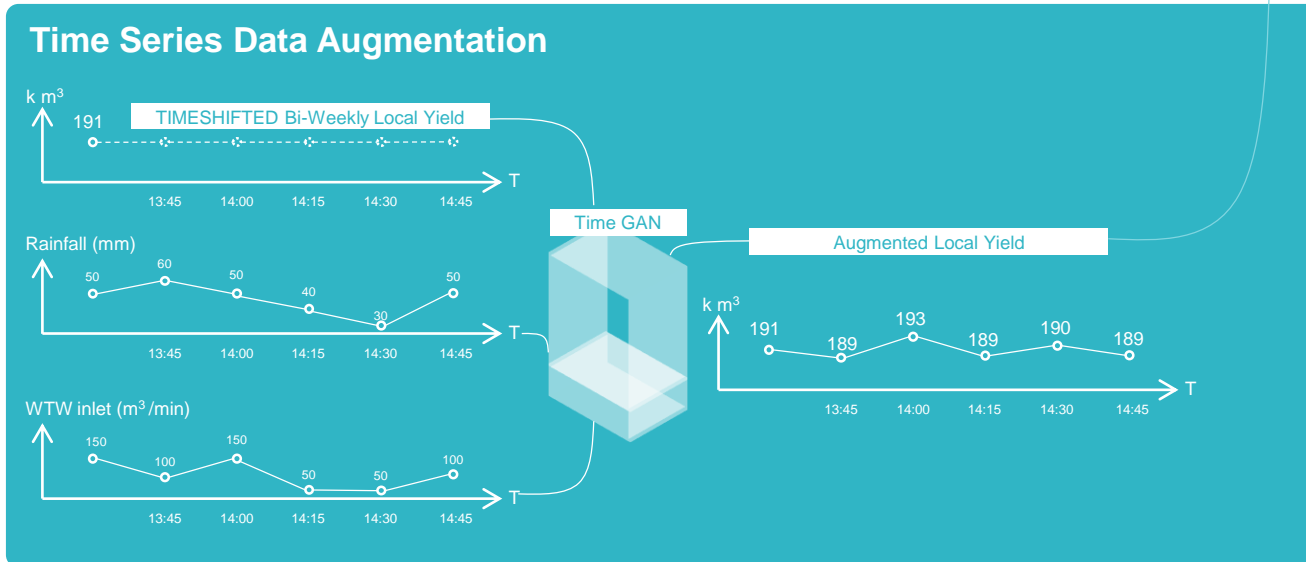 Time Series Data Augmentation
k m³
TIMESHIFTED Bi-Weekly Local Yield
191
T
13:45 14:00 14:15 14:30 14:45
Rainfall (mm)
50 60 50 40 30 50
T
13:45 14:00 14:15 14:30 14:45
WTW inlet (m³/min)
150 100 150 50 50 100
T
13:45 14:00 14:15 14:30 14:45
Time GAN
Augmented Local Yield
k m³
191 189 193 189 190 189
T
13:45 14:00 14:15 14:30 14:45